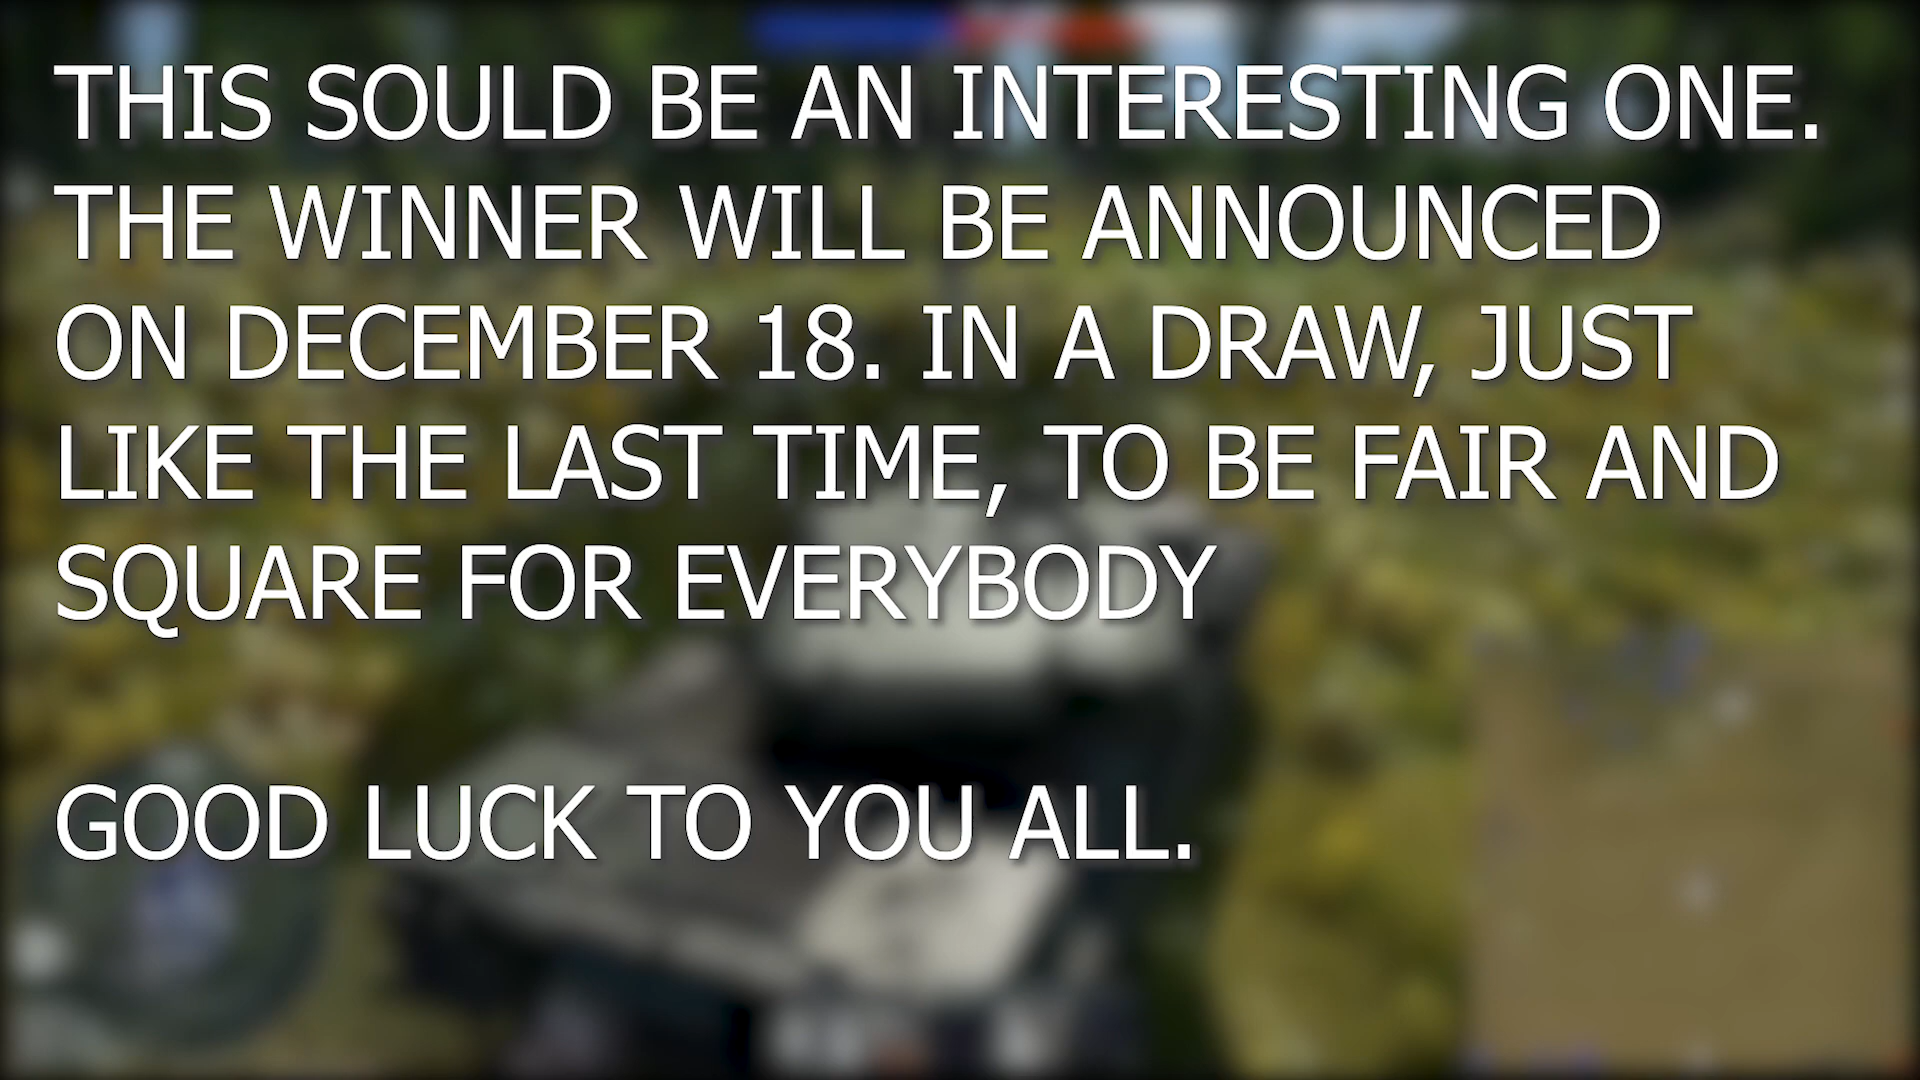 THIS SOULD BE AN INTERESTING ONE.
THE WINNER WILL BE ANNOUNCED
ON DECEMBER 18. IN A DRAW, JUST
LIKE THE LAST TIME, TO BE FAIR AND
SQUARE FOR EVERYBODY
GOOD LUCK TO YOU ALL.